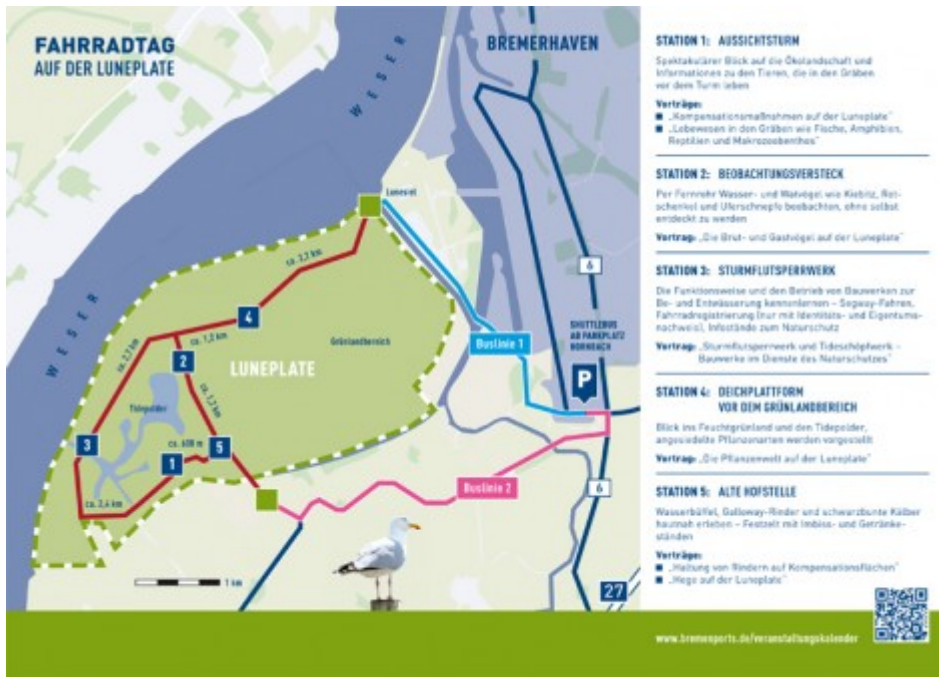 FAHRRADTAG
AUF DER LUNEPLATE
BREMERHAVEN
WESER
WESER
Lunesiel
ca. 2,2 km
6
4
ca. 1,2 km
Grünlandbereich
SHUTTLEBUS
AB PARKPLATZ
HORNBACH
Buslinie 1
2
ca. 2,7 km
LUNEPLATE
P
ca. 1,2 km
Tidepolder
3
ca. 600 m
5
1
Buslinie 2
6
ca. 2,4 km
1 km
27
STATION 1: AUSSICHTSTURM
Spektakulärer Blick auf die Ökolandschaft und
Informationen zu den Tieren, die in den Gräben
vor dem Turm leben
Vorträge:
■ „Kompensationsmaßnahmen auf der Luneplate“
■ „Lebewesen in den Gräben wie Fische, Amphibien,
Reptilien und Makrozoobenthos“
STATION 2: BEOBACHTUNGSVERSTECK
Per Fernrohr Wasser- und Watvögel wie Kiebitz, Rot-
schenkel und Uferschnepfe beobachten, ohne selbst
entdeckt zu werden
Vortrag: „Die Brut- und Gastvögel auf der Luneplate“
STATION 3: STURMFLUTSPERRWERK
Die Funktionsweise und den Betrieb von Bauwerken zur
Be- und Entwässerung kennenlernen – Segway-Fahren,
Fahrradregistrierung (nur mit Identitäts- und Eigentums-
nachweis), Infostände zum Naturschutz
Vortrag: „Sturmflutsperrwerk und Tideschöpfwerk –
Bauwerke im Dienste des Naturschutzes“
STATION 4: DEICHPLATTFORM
VOR DEM GRÜNLANDBEREICH
Blick ins Feuchtgrünland und den Tidepolder,
angesiedelte Pflanzenarten werden vorgestellt
Vortrag: „Die Pflanzenwelt auf der Luneplate“
STATION 5: ALTE HOFSTELLE
Wasserbüffel, Galloway-Rinder und schwarzbunte Kälber
hautnah erleben – Festzelt mit Imbiss- und Getränke-
ständen
Vorträge:
■ „Haltung von Rindern auf Kompensationsflächen“
■ „Hege auf der Luneplate“
www.bremenports.de/veranstaltungskalender